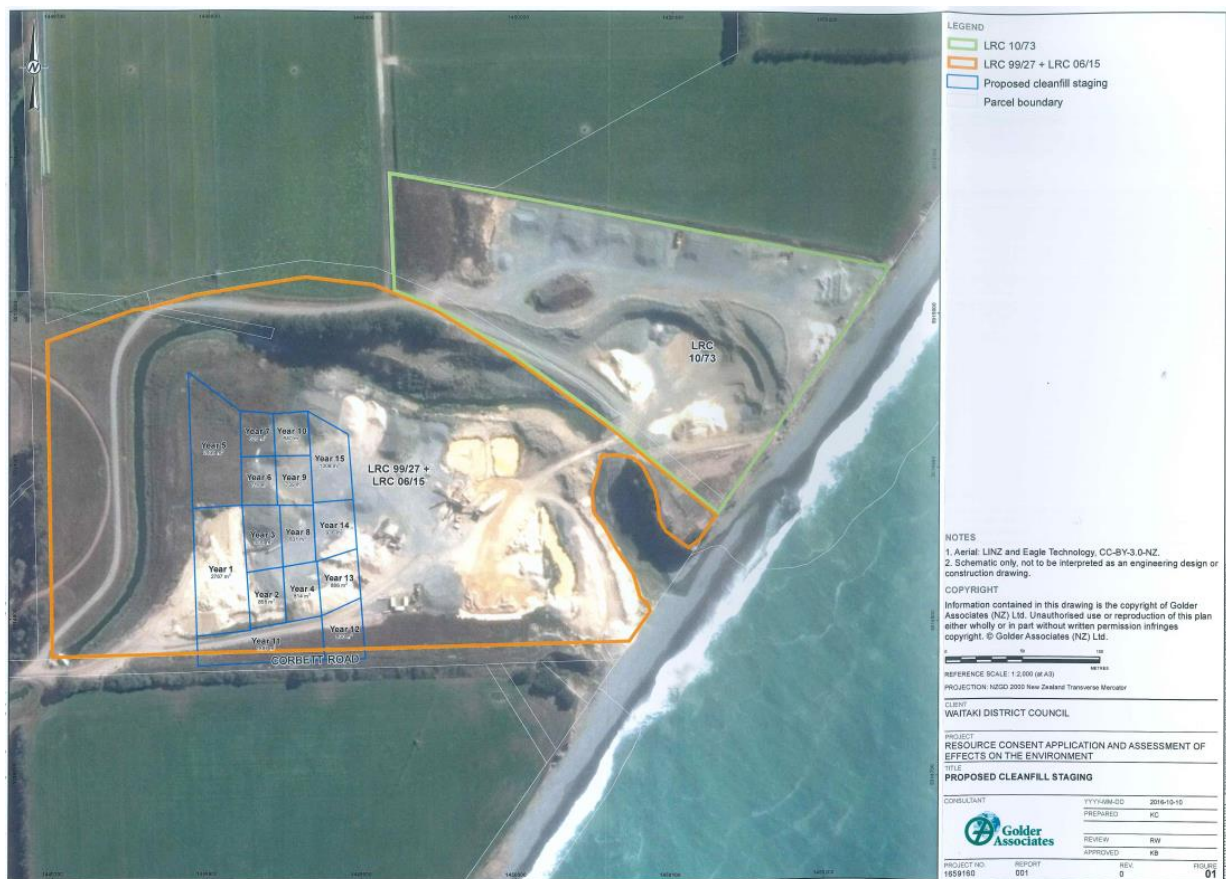 LEGEND
LRC 10/73
LRC 99/27 + LRC 06/15
Proposed cleanfill staging
Parcel boundary
N
LRC
10/73
LRC 99/27 +
LRC 06/15
Year 5
Year 7
Year 10
Year 15
Year 6
Year 9
Year 3
Year 8
Year 14
Year 1
2767 m²
Year 2
Year 4
Year 13
Year 11
Year 12
CORBETT ROAD
NOTES
1. Aerial: LINZ and Eagle Technology, CC-BY-3.0-NZ.
2. Schematic only, not to be interpreted as an engineering design or
construction drawing.
COPYRIGHT
Information contained in this drawing is the copyright of Golder
Associates (NZ) Ltd. Unauthorised use or reproduction of this plan
either wholly or in part without written permission infringes
copyright. © Golder Associates (NZ) Ltd.
REFERENCE SCALE: 1:2,000 (at A3)
PROJECTION: NZGD 2000 New Zealand Transverse Mercator
CLIENT
WAITAKI DISTRICT COUNCIL
PROJECT
RESOURCE CONSENT APPLICATION AND ASSESSMENT OF
EFFECTS ON THE ENVIRONMENT
TITLE
PROPOSED CLEANFILL STAGING
CONSULTANT
Golder
Associates
YYYY-MM-DD 2016-10-10
PREPARED KC
REVIEW RW
APPROVED KB
PROJECT NO. REPORT REV. FIGURE
1659160 001 0 01